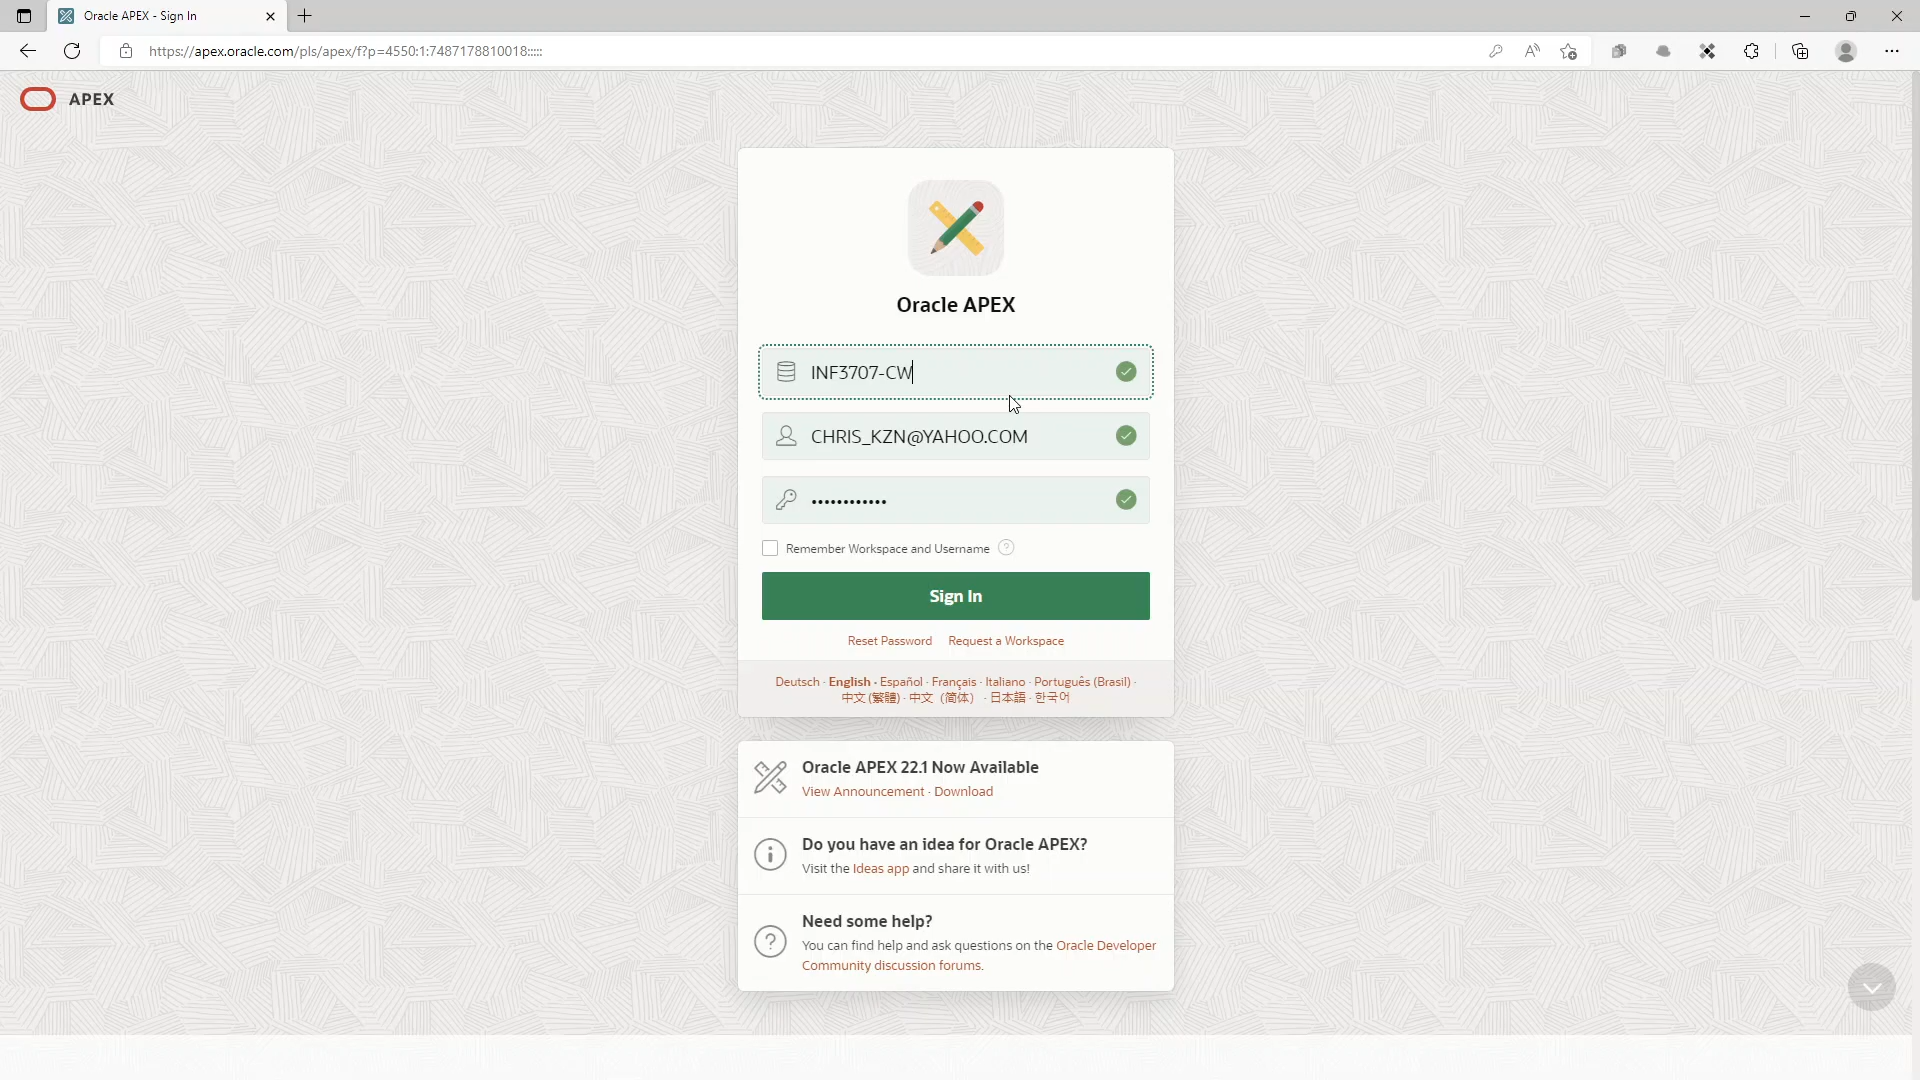 Oracle APEX - Sign In
https://apex.oracle.com/pls/apex/f?p=4550:1:7487178810018:::::
APEX
Oracle APEX
INF3707-CW
CHRIS_KZN@YAHOO.COM
••••••••••••
Remember Workspace and Username
Sign In
Reset Password Request a Workspace
Deutsch · English · Español · Français · Italiano · Português (Brasil) ·
中文 (繁體) · 中文（简体） · 日本語 · 한국어
Oracle APEX 22.1 Now Available
View Announcement · Download
Do you have an idea for Oracle APEX?
Visit the Ideas app and share it with us!
Need some help?
You can find help and ask questions on the Oracle Developer
Community discussion forums.